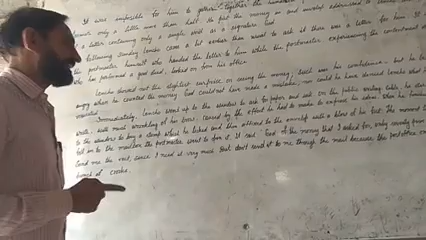 It was impossible for him to gather together the
only a little more than half. He put the money in an envelope addressed to
a letter containing only a single word as a signature: God
following Sunday Lencho came a bit earlier than usual to ask if there was a letter for him. It
the postman himself who handed the letter to him while the postmaster experiencing the contentment of
who has performed a good deed, looked on from his office
Lencho showed not the slightest surprise on seeing the money; such was his confidence - but he
angry when he counted the money. God could not have made a mistake, nor could he have denied Lencho what he
requested
Immediately, Lencho went up to the window to ask for paper and ink. On the public writing table, he
write, with much wrinkling of his brow, caused by the effort he had to make to express his ideas. When he finished
to the window to buy a stamp which he licked and then affixed to the envelope with a blow of his fist. The moment the
fell into the mailbox the postmaster went to open it. It said "God of the money that I asked for, only seventy pesos
Send me the rest, since I need it very much. But don't send it to me through the mail because the post office
bunch of crooks.